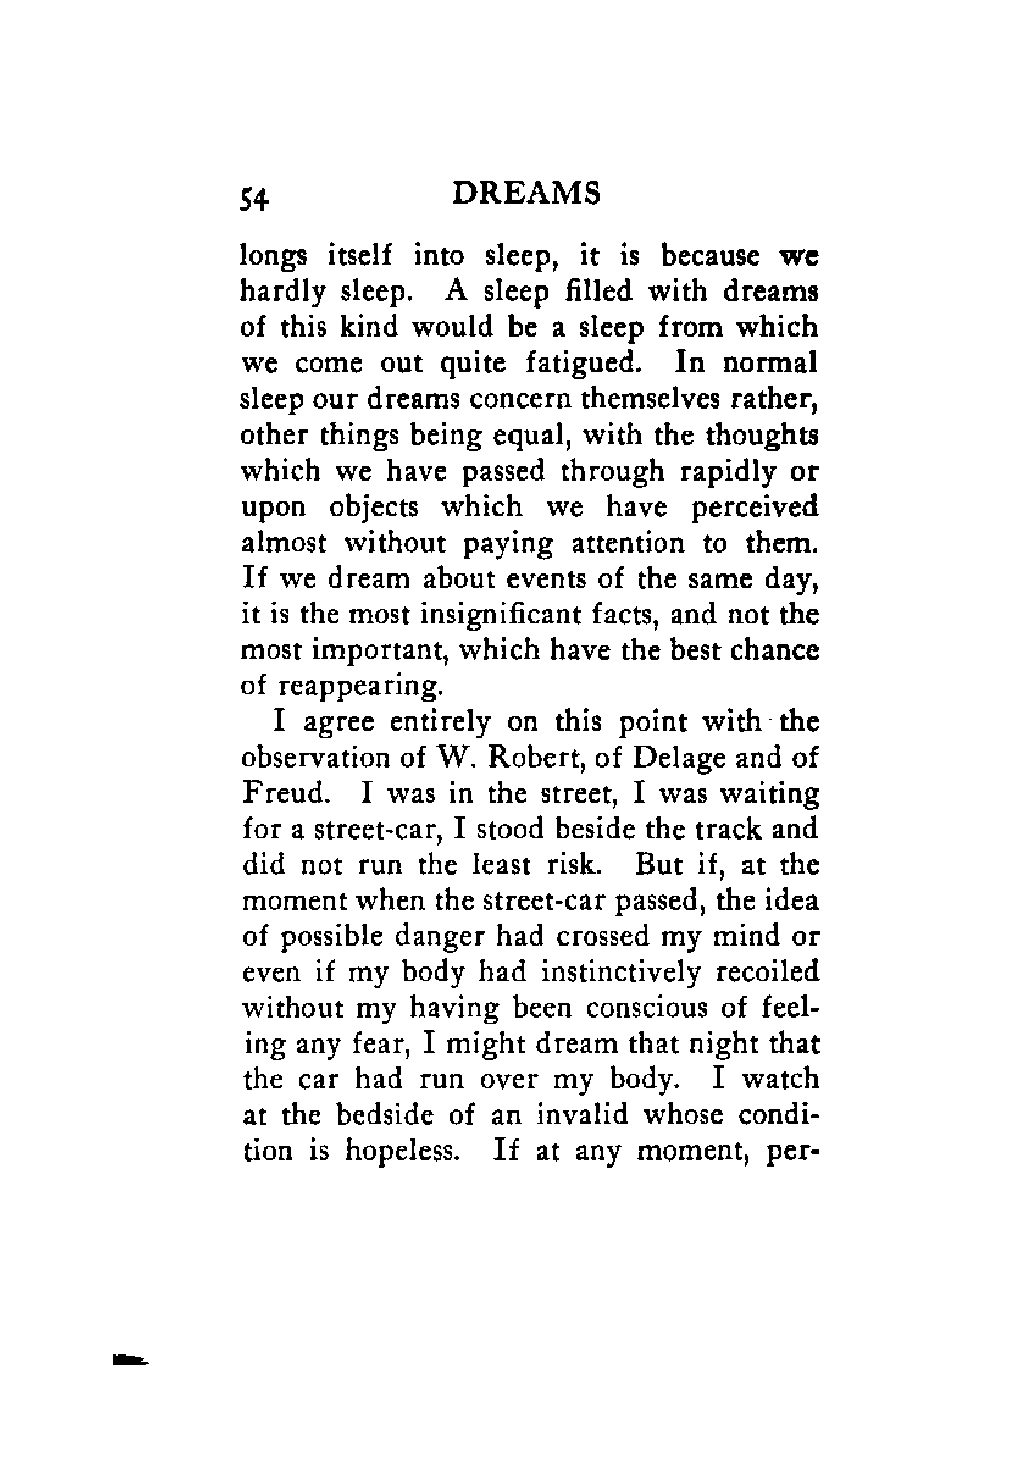 54 DREAMS
longs itself into sleep, it is because we
hardly sleep. A sleep filled with dreams
of this kind would be a sleep from which
we come out quite fatigued. In normal
sleep our dreams concern themselves rather,
other things being equal, with the thoughts
which we have passed through rapidly or
upon objects which we have perceived
almost without paying attention to them.
If we dream about events of the same day,
it is the most insignificant facts, and not the
most important, which have the best chance
of reappearing.
I agree entirely on this point with the
observation of W. Robert, of Delage and of
Freud. I was in the street, I was waiting
for a street-car, I stood beside the track and
did not run the least risk. But if, at the
moment when the street-car passed, the idea
of possible danger had crossed my mind or
even if my body had instinctively recoiled
without my having been conscious of feel-
ing any fear, I might dream that night that
the car had run over my body. I watch
at the bedside of an invalid whose condi-
tion is hopeless. If at any moment, per-